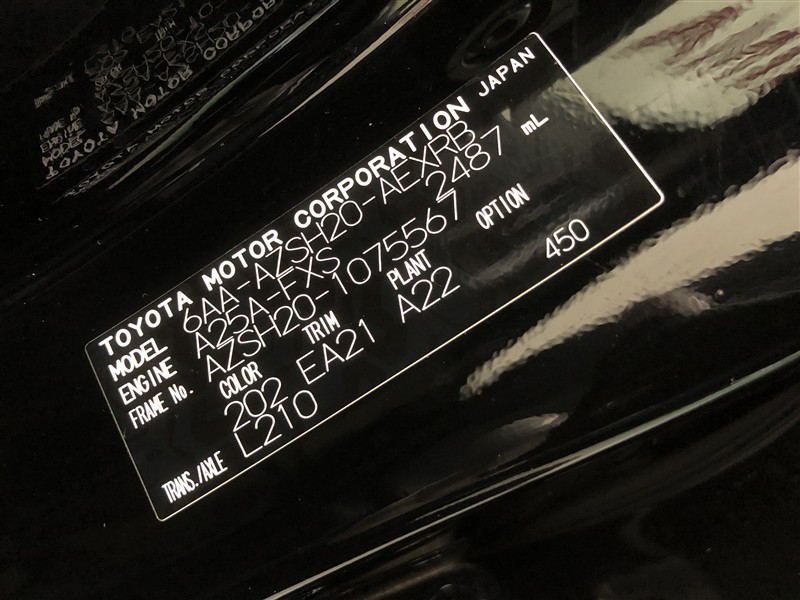 TOYOTA MOTOR CORPORATION JAPAN
MODEL 6AA-AZSH20-AEXRB
ENGINE A25A-FXS 2487 mL
FRAME No. AZSH20-1075567
COLOR TRIM PLANT OPTION
202 EA21 A22 450
TRANS./AXLE L210